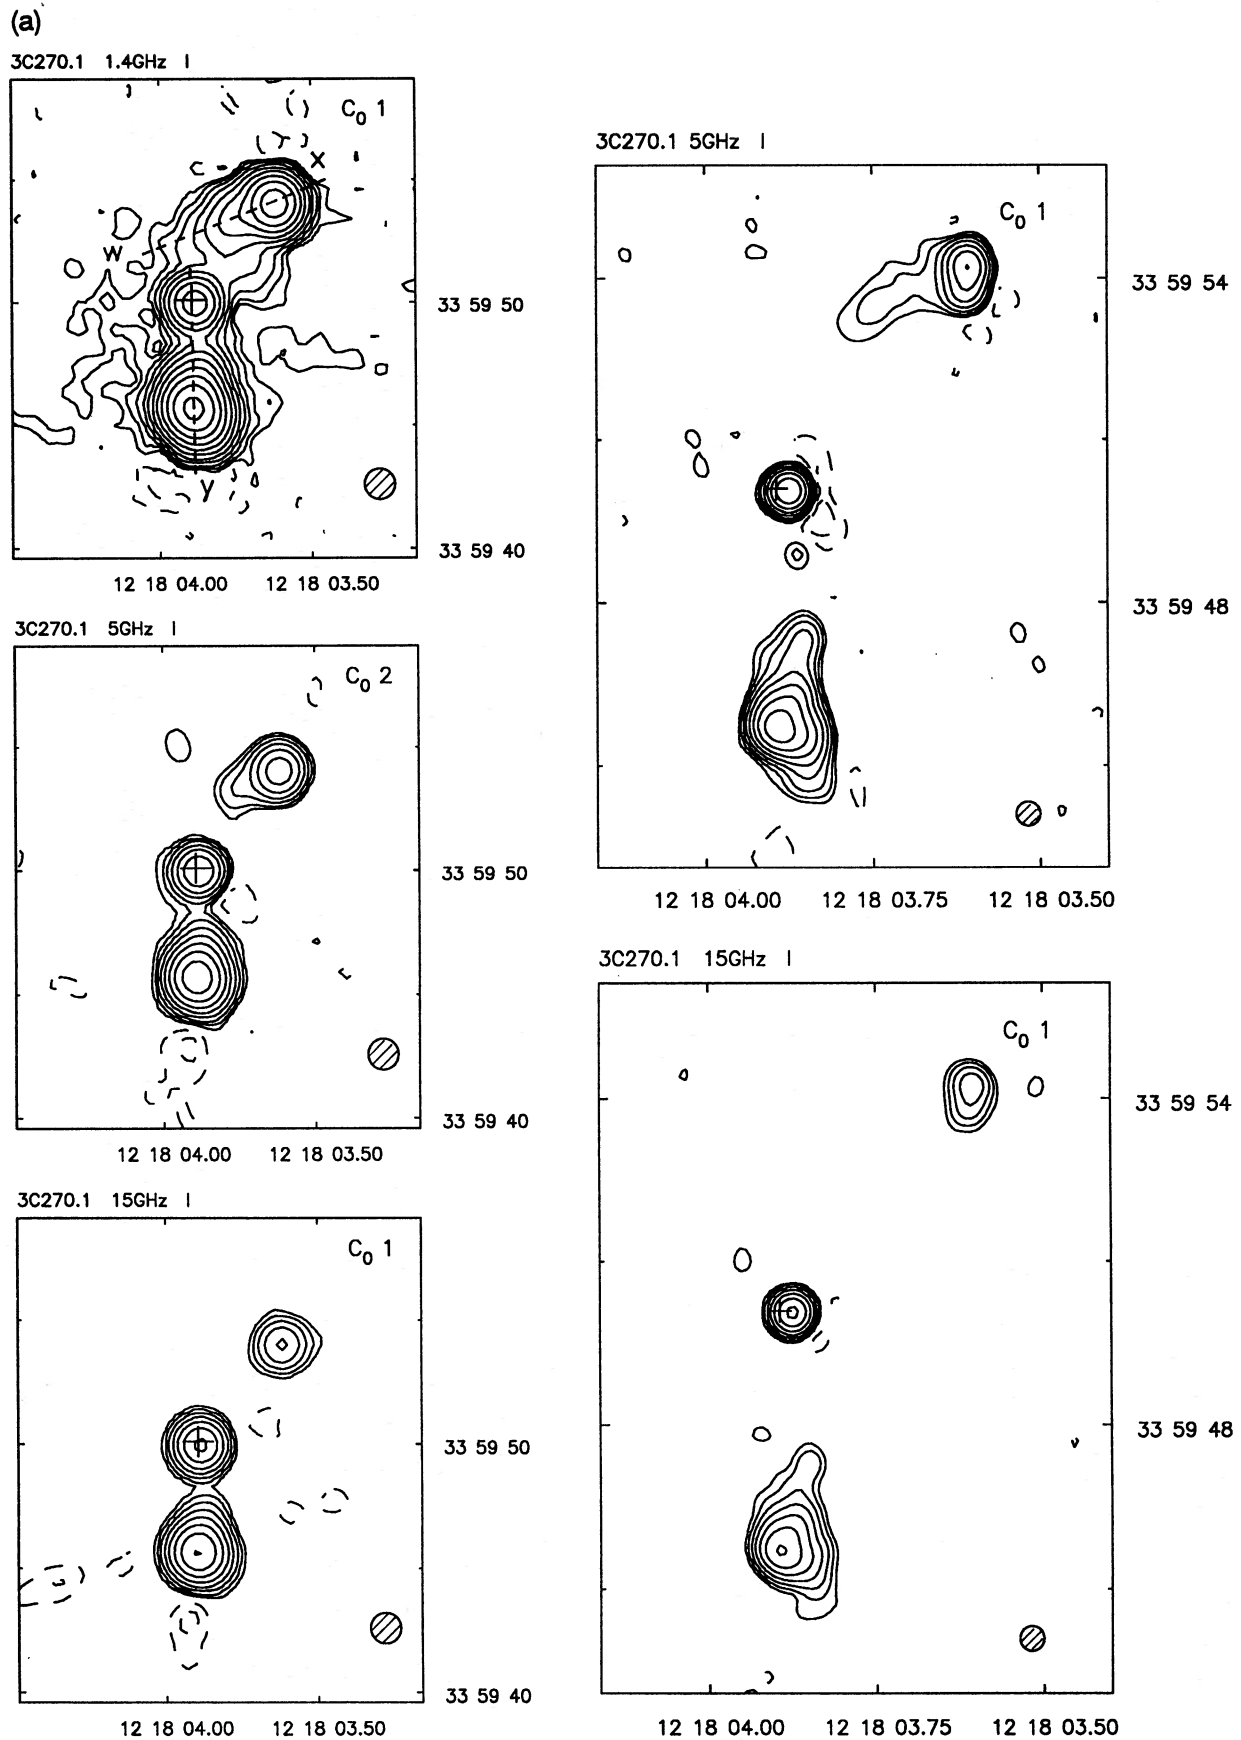 (a)
3C270.1 1.4GHz I
C0 1
X
W
Y
33 59 50
33 59 40
12 18 04.00 12 18 03.50
3C270.1 5GHz I
C0 2
33 59 50
33 59 40
12 18 04.00 12 18 03.50
3C270.1 15GHz I
C0 1
33 59 50
33 59 40
12 18 04.00 12 18 03.50
3C270.1 5GHz I
C0 1
33 59 54
33 59 48
12 18 04.00 12 18 03.75 12 18 03.50
3C270.1 15GHz I
C0 1
33 59 54
33 59 48
12 18 04.00 12 18 03.75 12 18 03.50